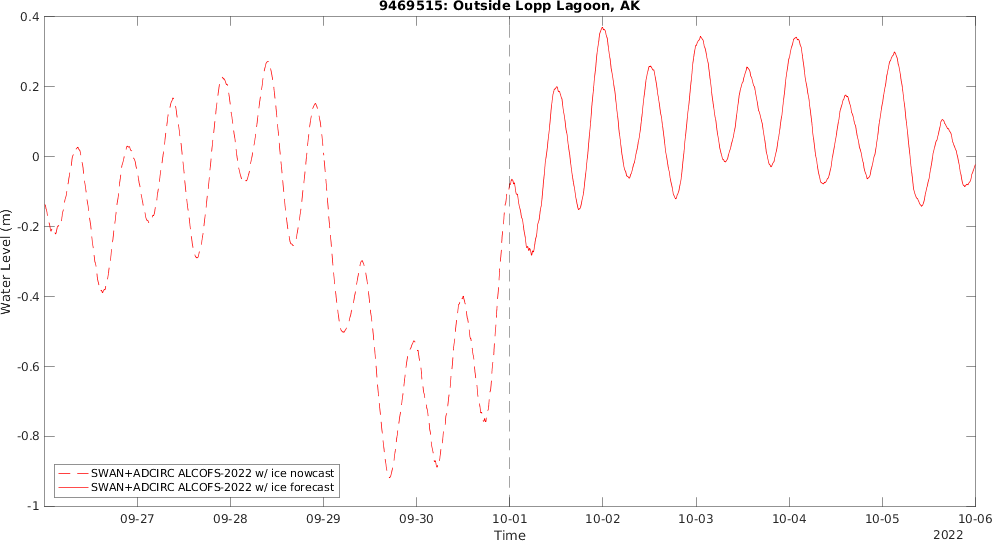 9469515: Outside Lopp Lagoon, AK
0.4
0.2
0
-0.2
-0.4
-0.6
-0.8
-1
Water Level (m)
SWAN+ADCIRC ALCOFS-2022 w/ ice nowcast
SWAN+ADCIRC ALCOFS-2022 w/ ice forecast
09-27 09-28 09-29 09-30 10-01 10-02 10-03 10-04 10-05 10-06
Time
2022